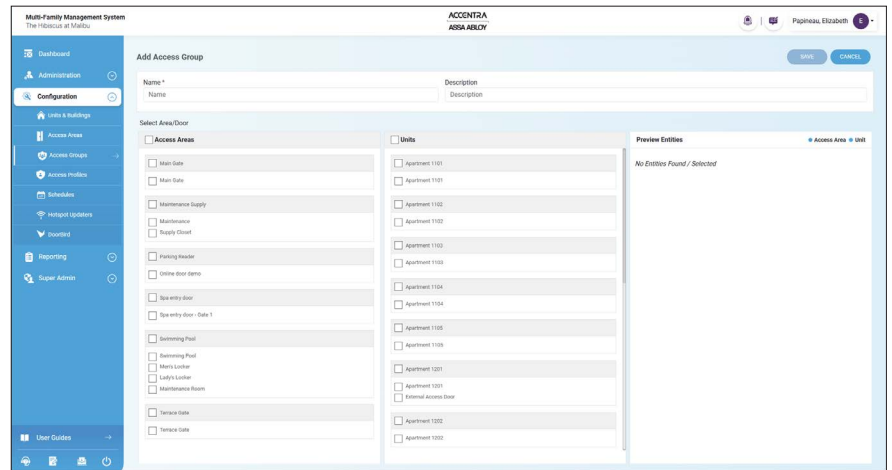 Multi-Family Management System
The Hibiscus at Malibu
ACCENTRA
ASSA ABLOY
Papineau, Elizabeth E
Dashboard
Administration
Configuration
Units & Buildings
Access Areas
Access Groups
Access Profiles
Schedules
Hotspot Updaters
DoorBird
Reporting
Super Admin
User Guides
Add Access Group
SAVE CANCEL
Name * Description
Name Description
Select Area/Door
Access Areas
Main Gate
Main Gate
Maintenance Supply
Maintenance
Supply Closet
Parking Reader
Online door demo
Spa entry door
Spa entry door - Gate 1
Swimming Pool
Swimming Pool
Men's Locker
Lady's Locker
Maintenance Room
Terrace Gate
Terrace Gate
Units
Apartment 1101
Apartment 1101
Apartment 1102
Apartment 1102
Apartment 1103
Apartment 1103
Apartment 1104
Apartment 1104
Apartment 1105
Apartment 1105
Apartment 1201
Apartment 1201
External Access Door
Apartment 1202
Apartment 1202
Preview Entities Access Area Unit
No Entities Found / Selected